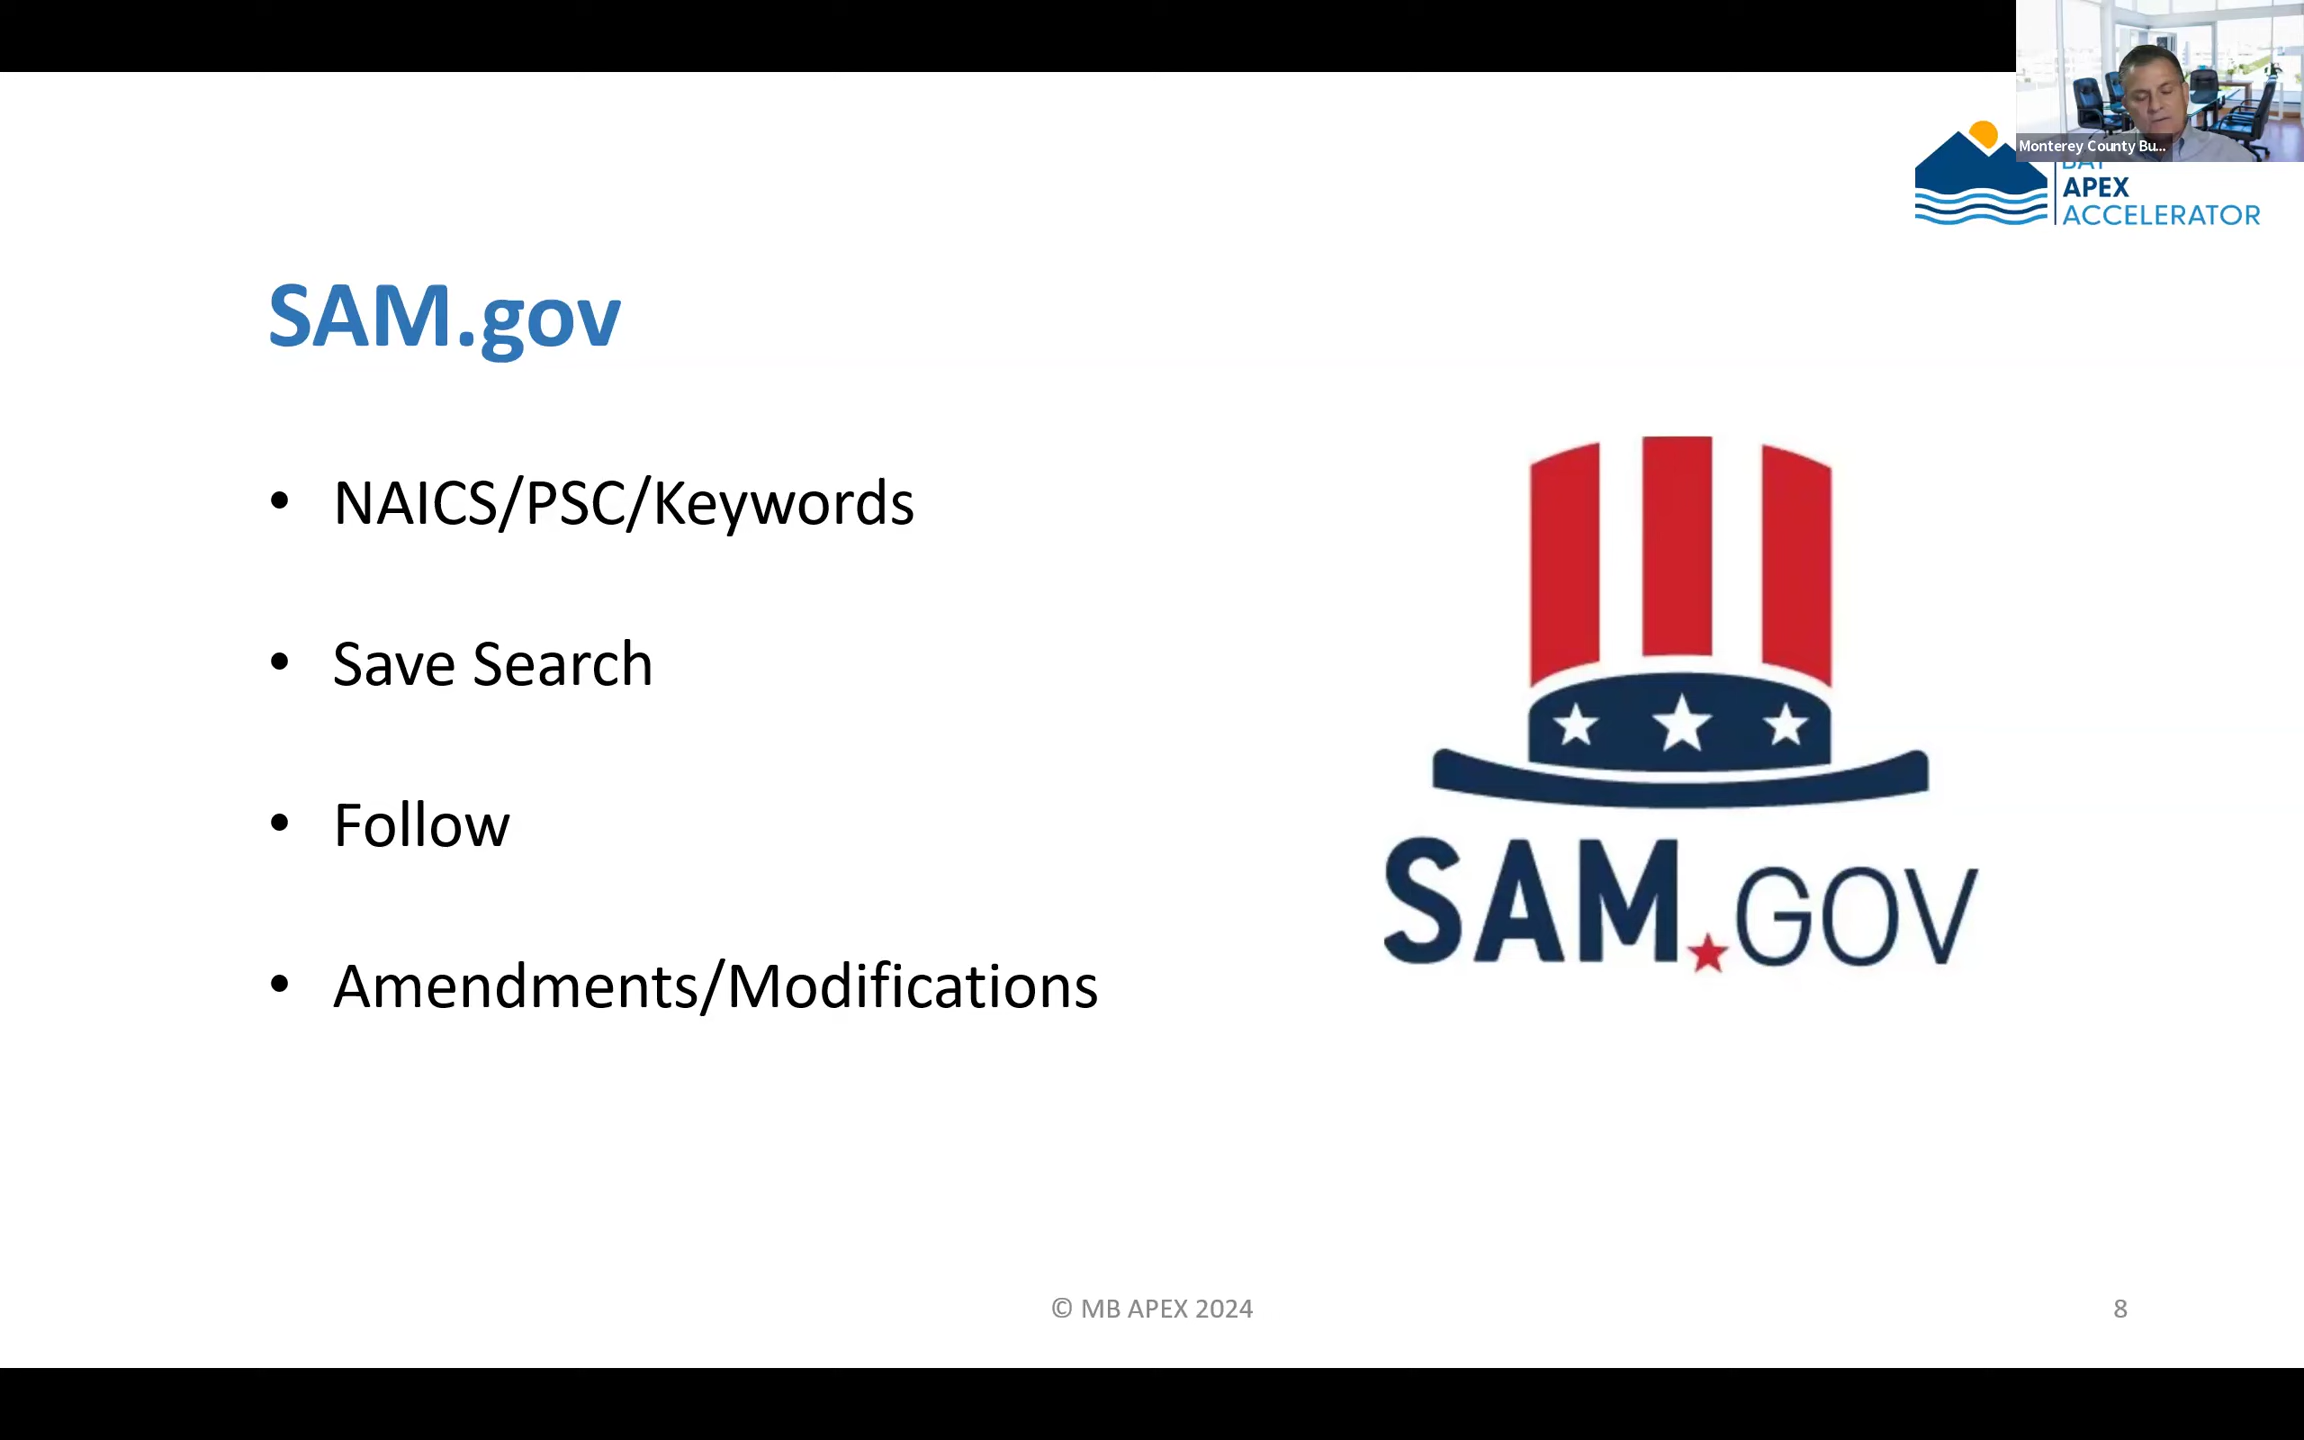 Monterey County Bu...
BAY
APEX
ACCELERATOR
SAM.gov
• NAICS/PSC/Keywords
• Save Search
• Follow
• Amendments/Modifications
SAM.GOV
© MB APEX 2024
8